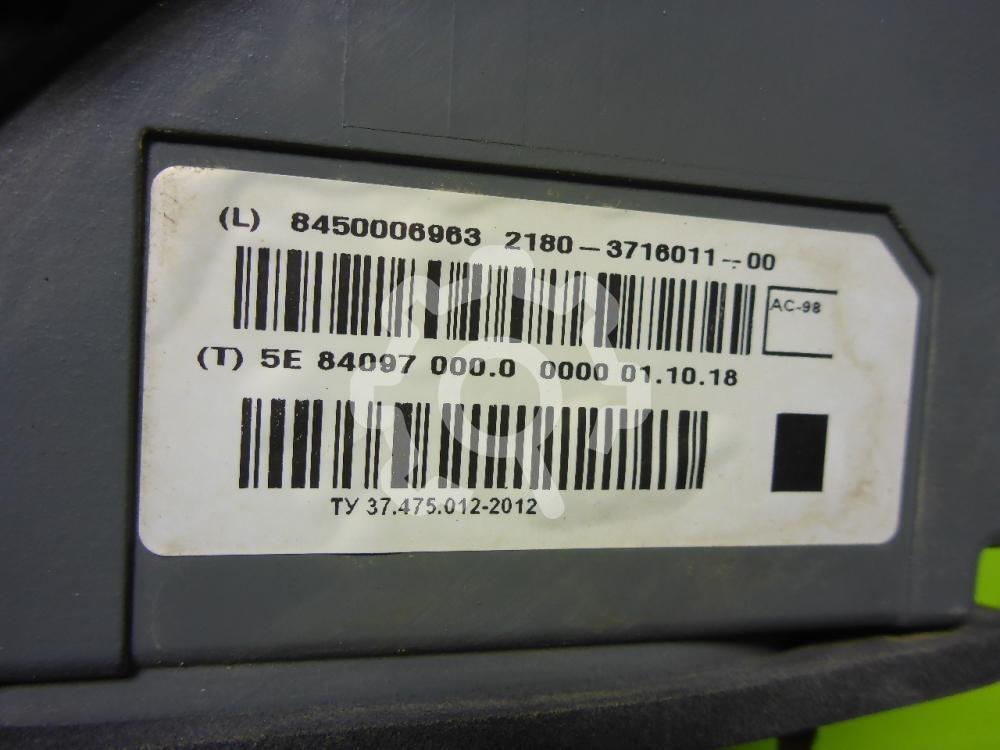 (L) 8450006963 2180-3716011-00
AC-98
(T) 5E 84097 000.0 0000 01.10.18
ТУ 37.475.012-2012